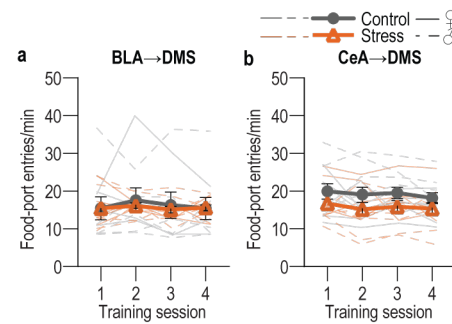 Control
Stress
a BLA→DMS
b CeA→DMS
Food-port entries/min
50
40
30
20
10
0
1 2 3 4
Training session
Food-port entries/min
50
40
30
20
10
0
1 2 3 4
Training session